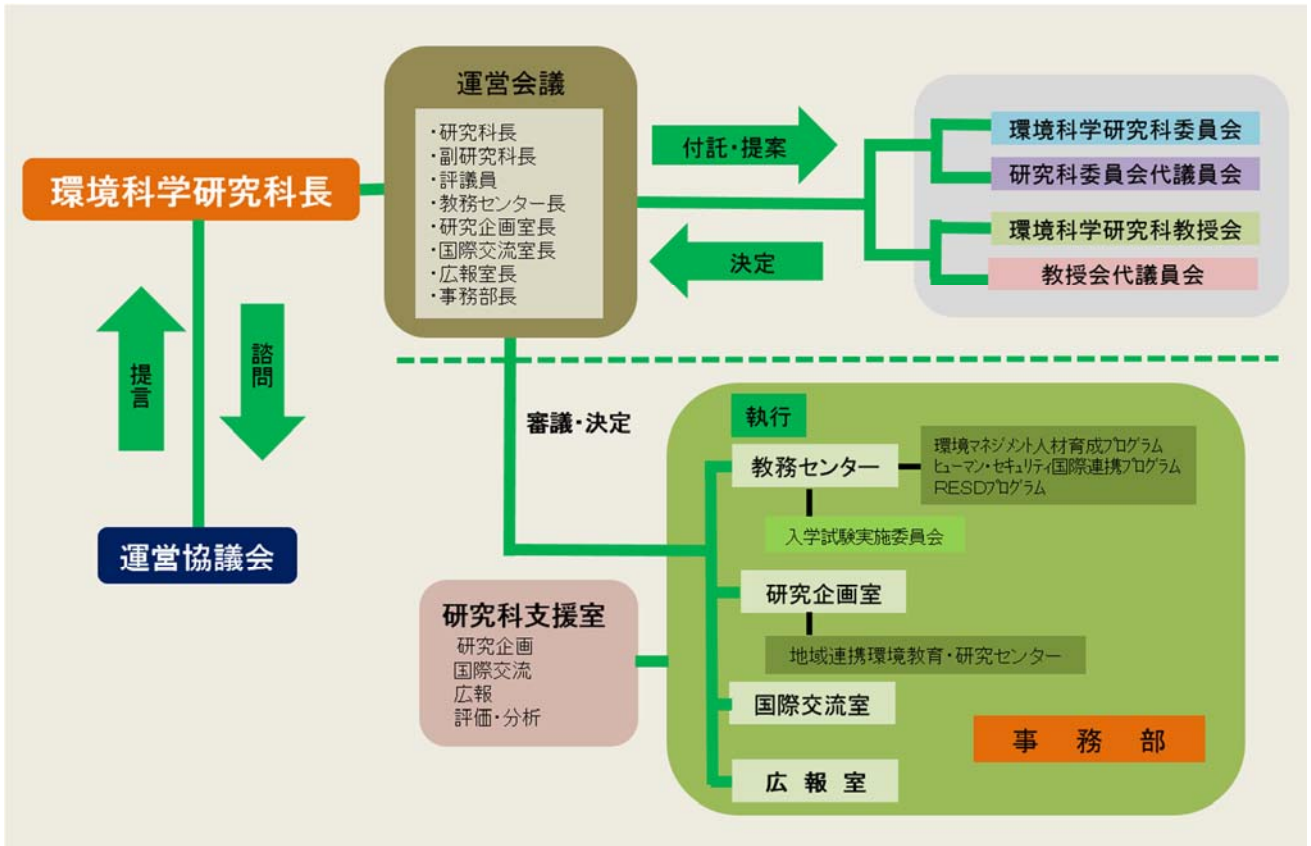 環境科学研究科長
提言
諮問
運営協議会
運営会議
・研究科長
・副研究科長
・評議員
・教務センター長
・研究企画室長
・国際交流室長
・広報室長
・事務部長
付託・提案
決定
環境科学研究科委員会
研究科委員会代議員会
環境科学研究科教授会
教授会代議員会
審議・決定
執行
教務センター
環境マネジメント人材育成プログラム
ヒューマン・セキュリティ国際連携プログラム
RESDプログラム
入学試験実施委員会
研究企画室
地域連携環境教育・研究センター
国際交流室
広報室
事務部
研究科支援室
研究企画
国際交流
広報
評価・分析